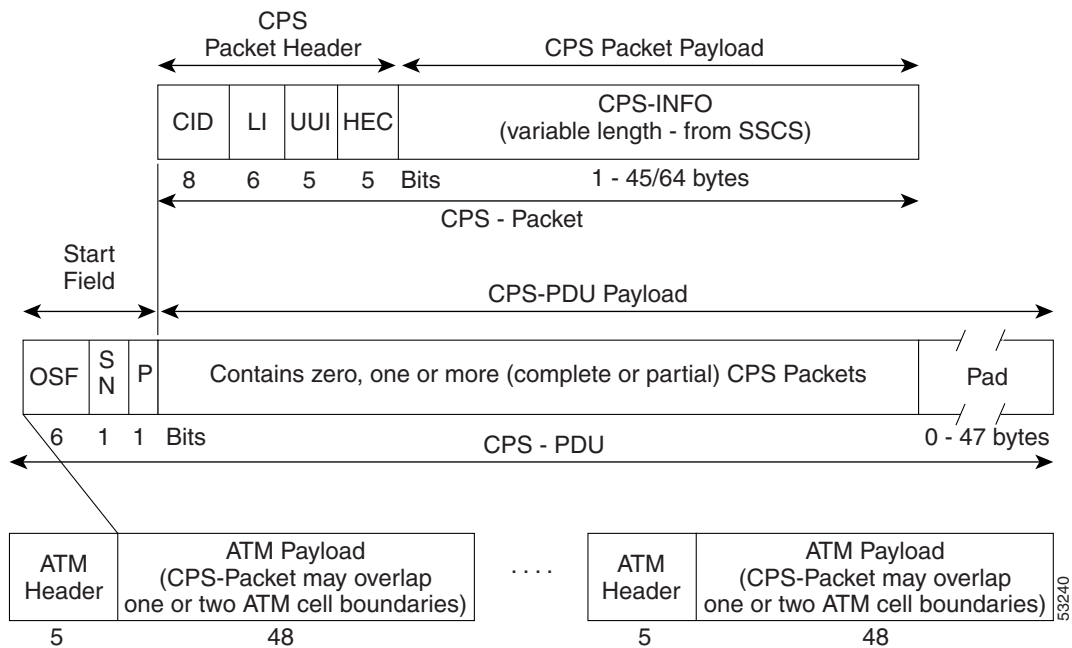 CPS
Packet Header
CPS Packet Payload
CID LI UUI HEC
CPS-INFO
(variable length - from SSCS)
8 6 5 5 Bits 1 - 45/64 bytes
CPS - Packet
Start
Field
CPS-PDU Payload
OSF
S
N
P
Contains zero, one or more (complete or partial) CPS Packets
Pad
6 1 1 Bits
0 - 47 bytes
CPS - PDU
ATM
Header
ATM Payload
(CPS-Packet may overlap
one or two ATM cell boundaries)
. . . .
ATM
Header
ATM Payload
(CPS-Packet may overlap
one or two ATM cell boundaries)
5 48 5 48
53240